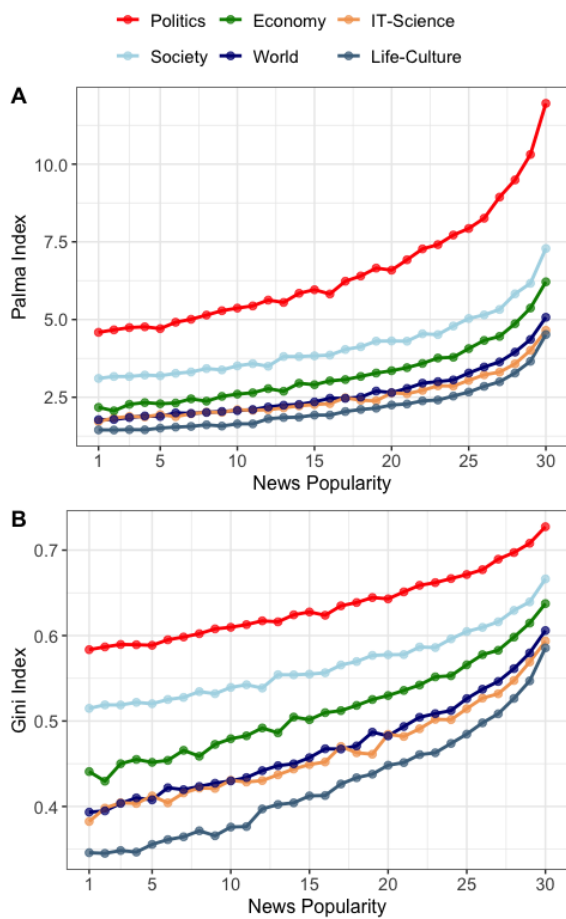 Politics Economy IT-Science
Society World Life-Culture
A
10.0
7.5
5.0
2.5
Palma Index
1 5 10 15 20 25 30
News Popularity
B
0.7
0.6
0.5
0.4
Gini Index
1 5 10 15 20 25 30
News Popularity